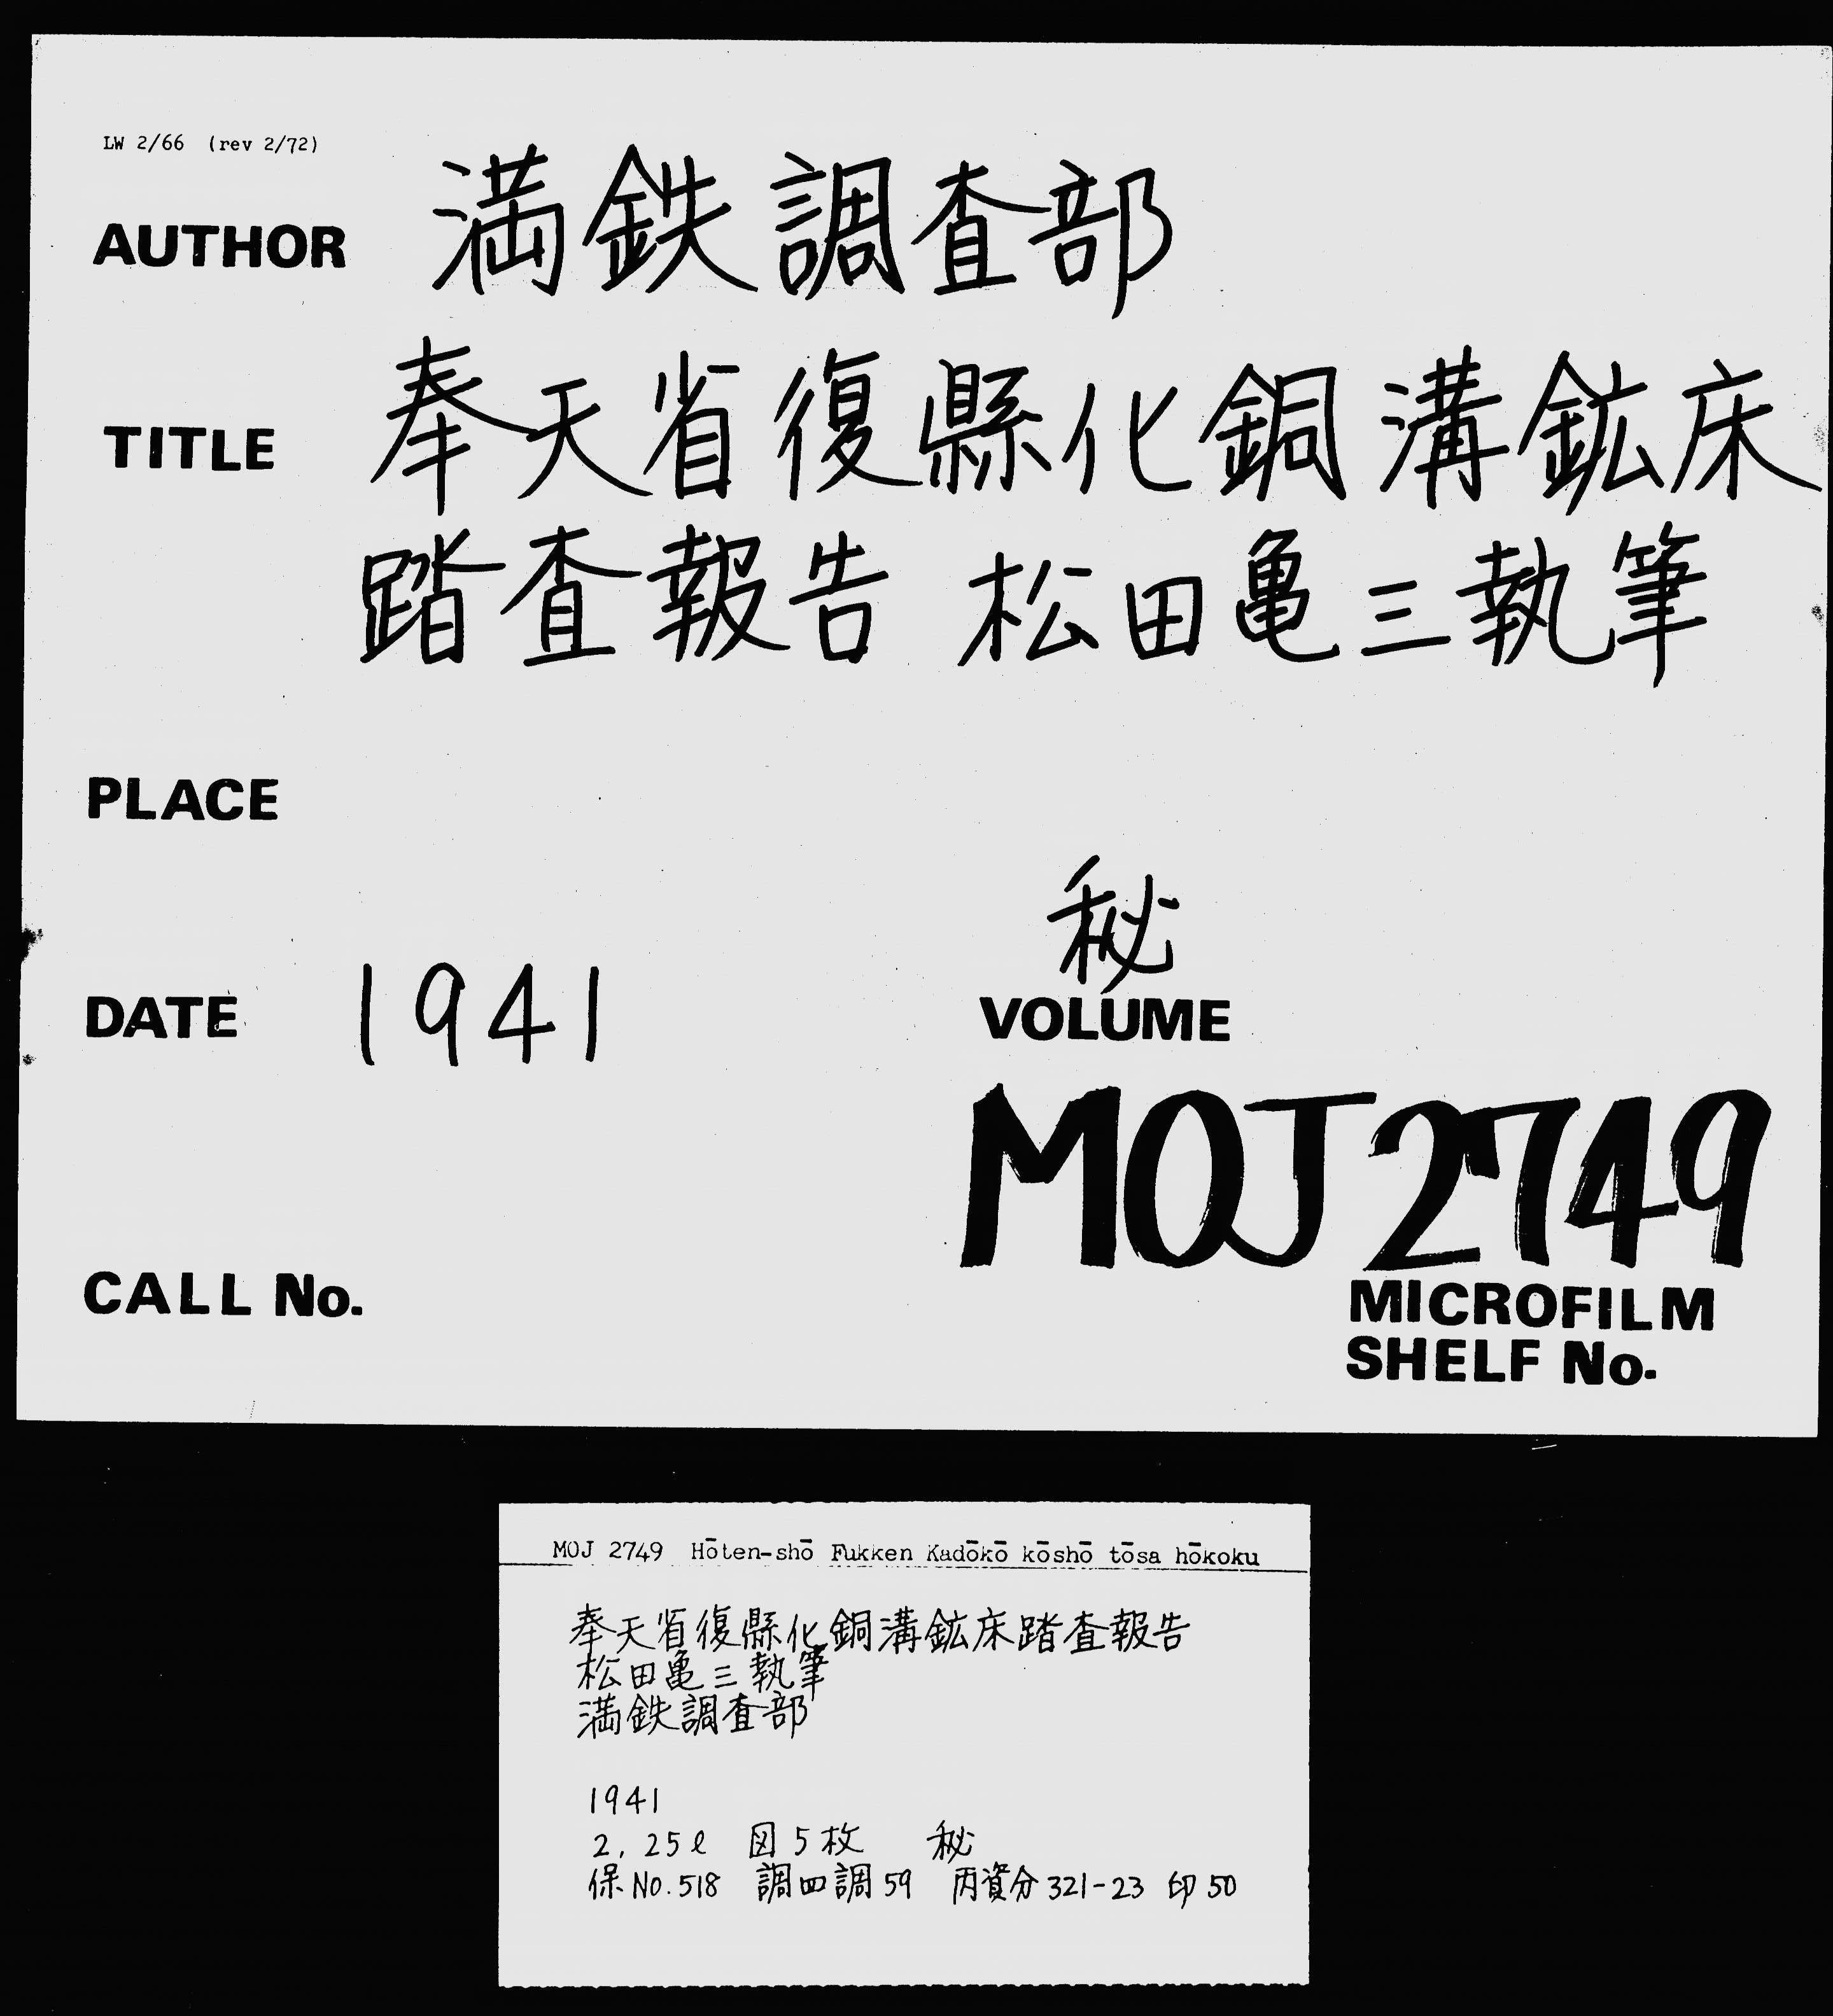 LW 2/66 (rev 2/72)
AUTHOR 満鉄調査部
TITLE 奉天省復縣化銅溝鉱床
踏査報告 松田亀三執筆
PLACE
秘
DATE 1941 VOLUME
MOJ 2749
CALL No. MICROFILM
SHELF No.
MOJ 2749 Hōten-shō Fukken Kadōkō kōshō tōsa hōkoku
奉天省復縣化銅溝鉱床踏査報告
松田亀三執筆
満鉄調査部
1941
2, 25ℓ 図5枚 秘
保No.518 調四調59 丙資分321-23 印50